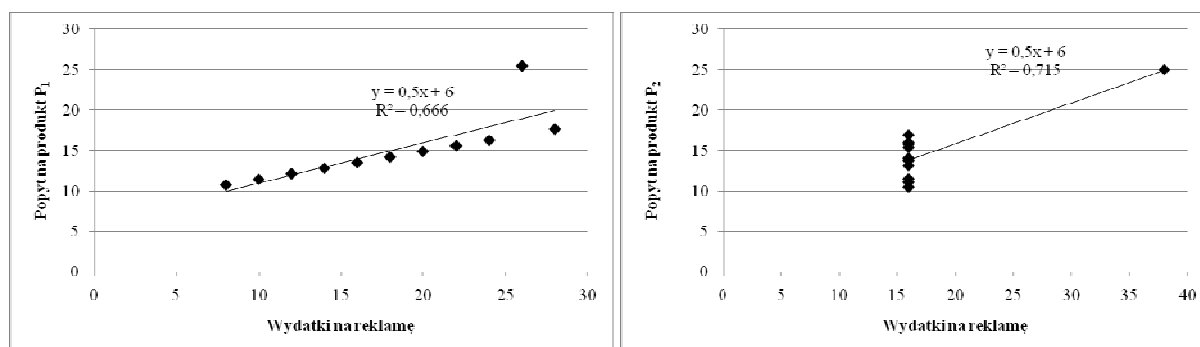 30
25
20
15
10
5
0
Popyt na produkt P₁
y = 0,5x + 6
R² = 0,666
0 5 10 15 20 25 30
Wydatki na reklamę
30
25
20
15
10
5
0
Popyt na produkt P₂
y = 0,5x + 6
R² = 0,715
0 5 10 15 20 25 30 35 40
Wydatki na reklamę